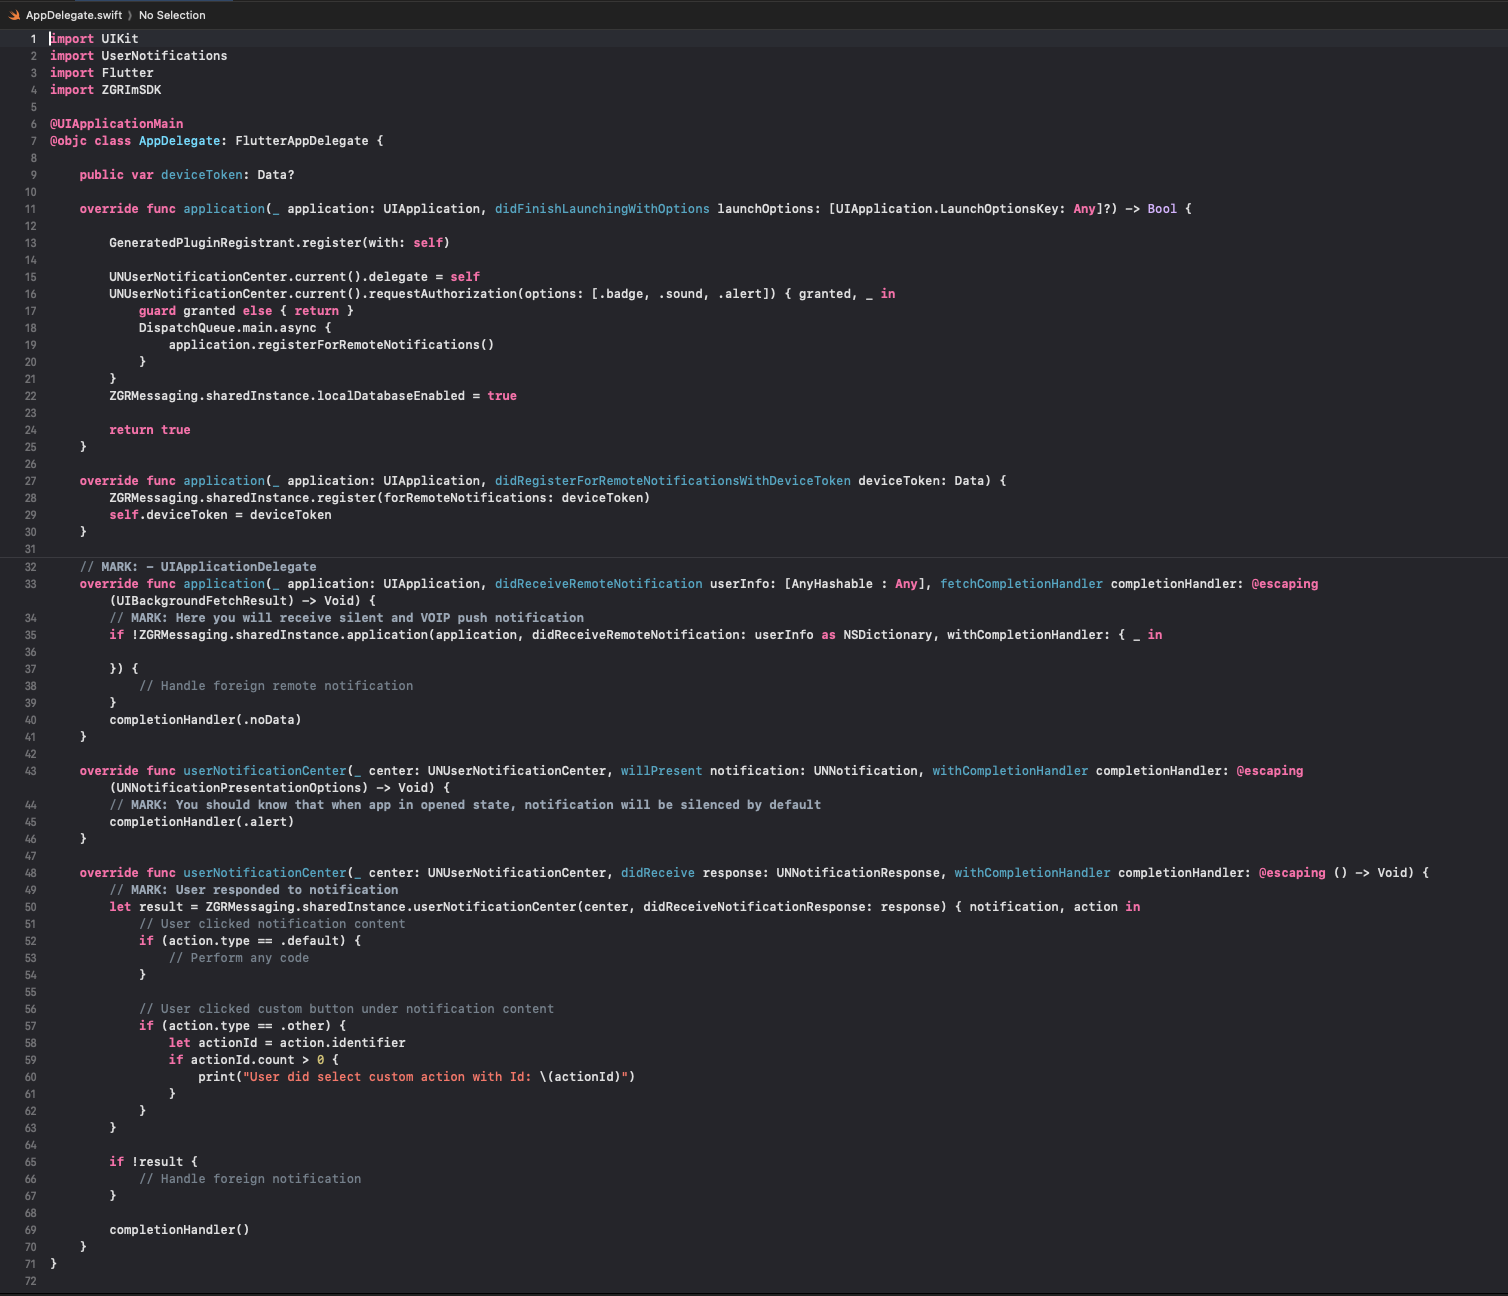 AppDelegate.swift ⟩ No Selection
1 import UIKit
2 import UserNotifications
3 import Flutter
4 import ZGRImSDK
5
6 @UIApplicationMain
7 @objc class AppDelegate: FlutterAppDelegate {
8
9     public var deviceToken: Data?
10
11     override func application(_ application: UIApplication, didFinishLaunchingWithOptions launchOptions: [UIApplication.LaunchOptionsKey: Any]?) -> Bool {
12
13         GeneratedPluginRegistrant.register(with: self)
14
15         UNUserNotificationCenter.current().delegate = self
16         UNUserNotificationCenter.current().requestAuthorization(options: [.badge, .sound, .alert]) { granted, _ in
17             guard granted else { return }
18             DispatchQueue.main.async {
19                 application.registerForRemoteNotifications()
20             }
21         }
22         ZGRMessaging.sharedInstance.localDatabaseEnabled = true
23
24         return true
25     }
26
27     override func application(_ application: UIApplication, didRegisterForRemoteNotificationsWithDeviceToken deviceToken: Data) {
28         ZGRMessaging.sharedInstance.register(forRemoteNotifications: deviceToken)
29         self.deviceToken = deviceToken
30     }
31
32     // MARK: - UIApplicationDelegate
33     override func application(_ application: UIApplication, didReceiveRemoteNotification userInfo: [AnyHashable : Any], fetchCompletionHandler completionHandler: @escaping
(UIBackgroundFetchResult) -> Void) {
34         // MARK: Here you will receive silent and VOIP push notification
35         if !ZGRMessaging.sharedInstance.application(application, didReceiveRemoteNotification: userInfo as NSDictionary, withCompletionHandler: { _ in
36
37         }) {
38             // Handle foreign remote notification
39         }
40         completionHandler(.noData)
41     }
42
43     override func userNotificationCenter(_ center: UNUserNotificationCenter, willPresent notification: UNNotification, withCompletionHandler completionHandler: @escaping
(UNNotificationPresentationOptions) -> Void) {
44         // MARK: You should know that when app in opened state, notification will be silenced by default
45         completionHandler(.alert)
46     }
47
48     override func userNotificationCenter(_ center: UNUserNotificationCenter, didReceive response: UNNotificationResponse, withCompletionHandler completionHandler: @escaping () -> Void) {
49         // MARK: User responded to notification
50         let result = ZGRMessaging.sharedInstance.userNotificationCenter(center, didReceiveNotificationResponse: response) { notification, action in
51             // User clicked notification content
52             if (action.type == .default) {
53                 // Perform any code
54             }
55
56             // User clicked custom button under notification content
57             if (action.type == .other) {
58                 let actionId = action.identifier
59                 if actionId.count > 0 {
60                     print("User did select custom action with Id: \(actionId)")
61                 }
62             }
63         }
64
65         if !result {
66             // Handle foreign notification
67         }
68
69         completionHandler()
70     }
71 }
72